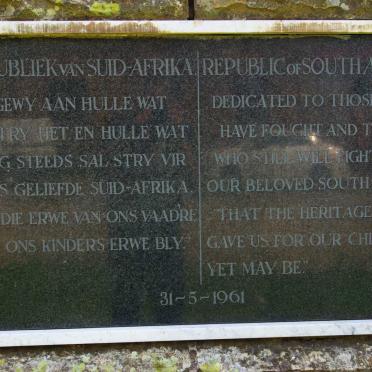 UBLIEK VAN SUID-AFRIKA
GEWY AAN HULLE WAT
TRY HET EN HULLE WAT
G STEEDS SAL STRY VIR
S GELIEFDE SUID-AFRIKA.
DIE ERWE VAN ONS VAADRE
ONS KINDERS ERWE BLY."
REPUBLIC OF SOUTH A
DEDICATED TO THOSE
HAVE FOUGHT AND T
WHO STILL WILL FIGHT
OUR BELOVED SOUTH
"THAT THE HERITAGE
GAVE US FOR OUR CHI
YET MAY BE."
31-5-1961